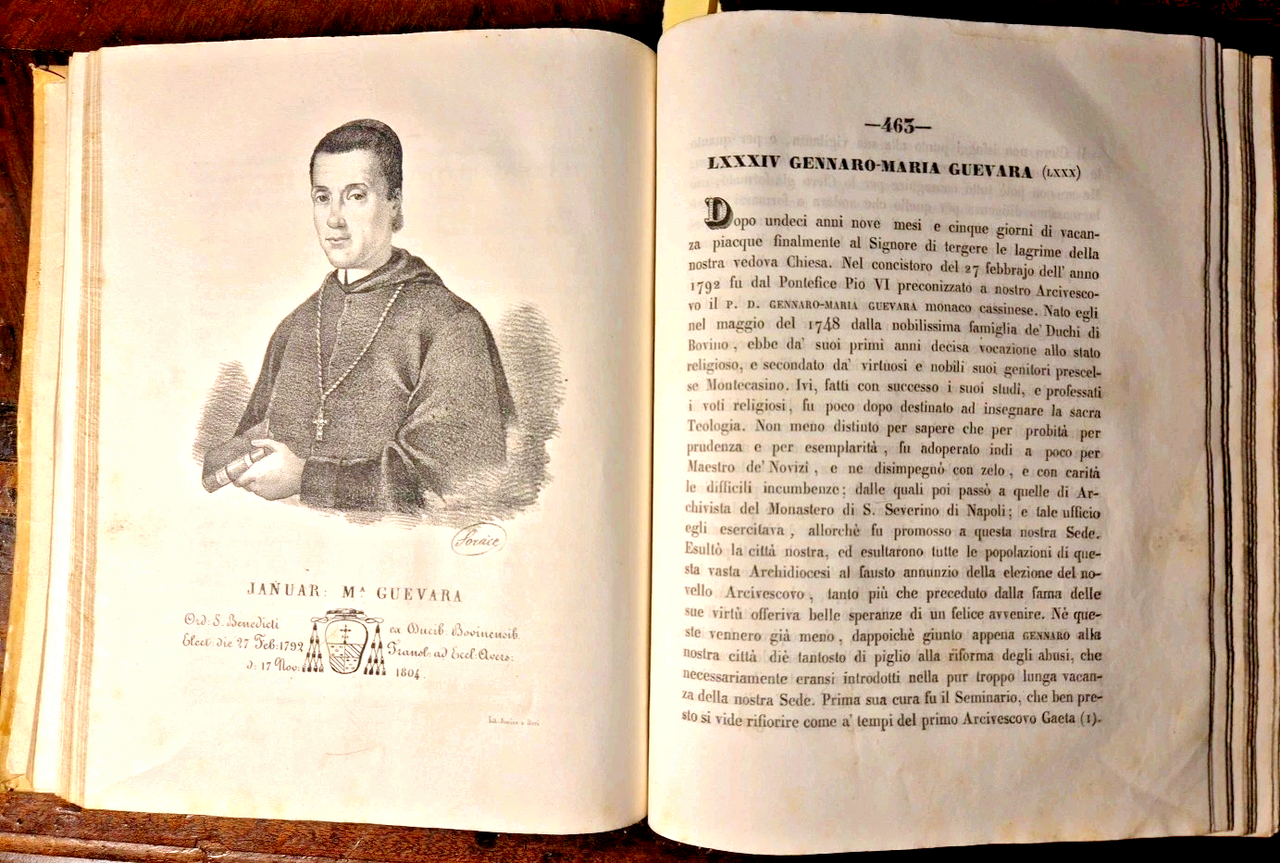 Sorvice
JANUAR: Mᵃ GUEVARA
Ord: S. Benedicti ex Ducib. Bovinensib.
Elect: die 27 Feb: 1792 Transl: ad Eccl: Avers:
d: 17 Nov: 1804.
—463—
LXXXIV GENNARO-MARIA GUEVARA (LXXX)
Dopo undeci anni nove mesi e cinque giorni di vacan-
za piacque finalmente al Signore di tergere le lagrime della
nostra vedova Chiesa. Nel concistoro del 27 febbrajo dell' anno
1792 fu dal Pontefice Pio VI preconizzato a nostro Arcivesco-
vo il P. D. GENNARO-MARIA GUEVARA monaco cassinese. Nato egli
nel maggio del 1748 dalla nobilissima famiglia de' Duchi di
Bovino, ebbe da' suoi primi anni decisa vocazione allo stato
religioso, e secondato da' virtuosi e nobili suoi genitori prescel-
se Montecasino. Ivi, fatti con successo i suoi studi, e professati
i voti religiosi, fu poco dopo destinato ad insegnare la sacra
Teologia. Non meno distinto per sapere che per probità per
prudenza e per esemplarità, fu adoperato indi a poco per
Maestro de' Novizî, e ne disimpegnò con zelo, e con carità
le difficili incumbenze; dalle quali poi passò a quelle di Ar-
chivista del Monastero di S. Severino di Napoli; e tale ufficio
egli esercitava, allorchè fu promosso a questa nostra Sede.
Esultò la città nostra, ed esultarono tutte le popolazioni di que-
sta vasta Archidiocesi al fausto annunzio della elezione del no-
vello Arcivescovo, tanto più che preceduto dalla fama delle
sue virtù offeriva belle speranze di un felice avvenire. Nè que-
ste vennero già meno, dappoichè giunto appena GENNARO alla
nostra città diè tantosto di piglio alla riforma degli abusi, che
necessariamente eransi introdotti nella pur troppo lunga vacan-
za della nostra Sede. Prima sua cura fu il Seminario, che ben pre-
sto si vide rifiorire come a' tempi del primo Arcivescovo Gaeta (1).